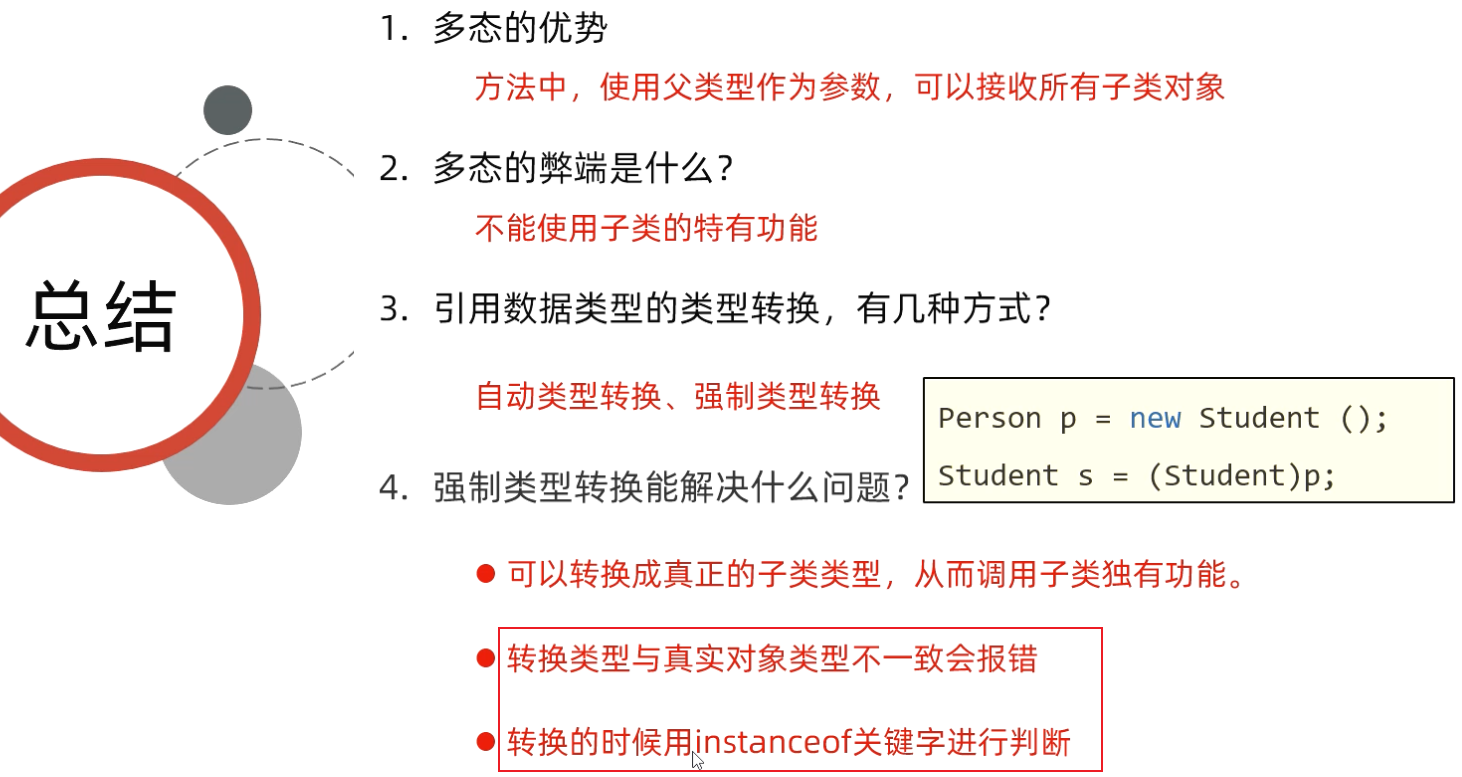 总结
1. 多态的优势
方法中，使用父类型作为参数，可以接收所有子类对象
2. 多态的弊端是什么？
不能使用子类的特有功能
3. 引用数据类型的类型转换，有几种方式？
自动类型转换、强制类型转换
Person p = new Student ();
Student s = (Student)p;
4. 强制类型转换能解决什么问题？
● 可以转换成真正的子类类型，从而调用子类独有功能。
● 转换类型与真实对象类型不一致会报错
● 转换的时候用instanceof关键字进行判断